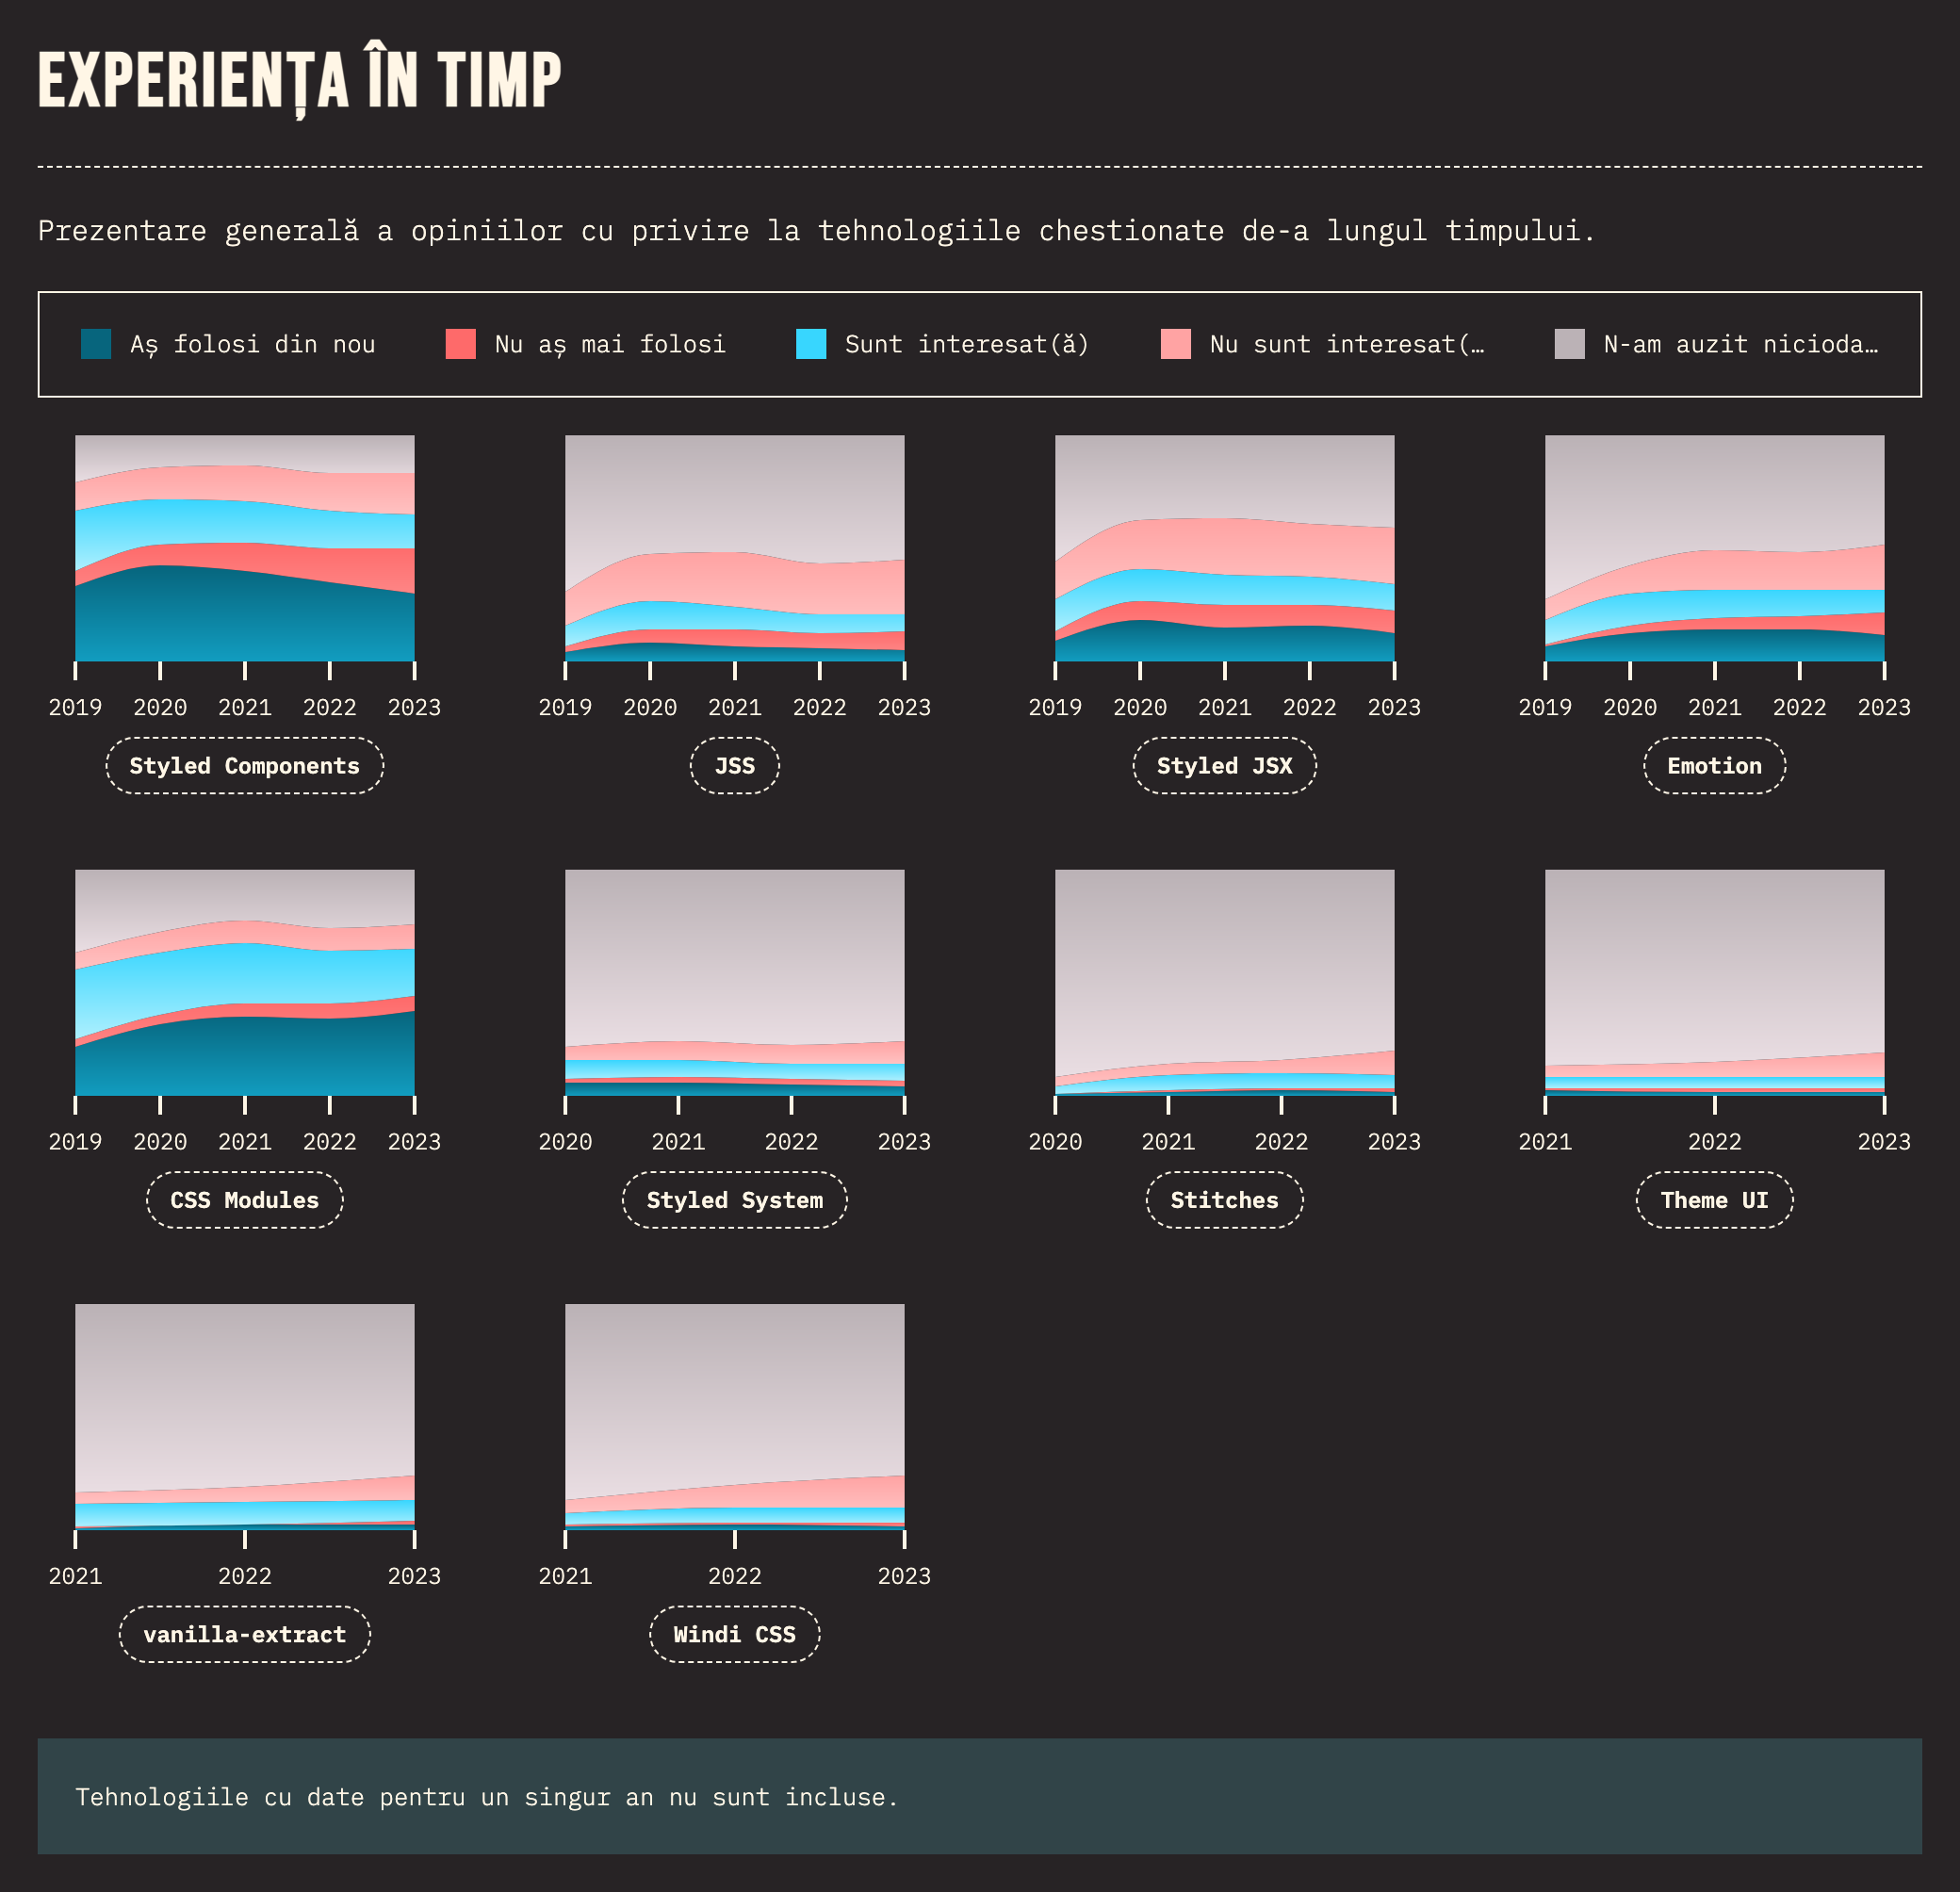 EXPERIENȚA ÎN TIMP
Prezentare generală a opiniilor cu privire la tehnologiile chestionate de-a lungul timpului.
Aș folosi din nou Nu aș mai folosi Sunt interesat(ă) Nu sunt interesat(… N-am auzit nicioda…
2019 2020 2021 2022 2023 2019 2020 2021 2022 2023 2019 2020 2021 2022 2023 2019 2020 2021 2022 2023
Styled Components JSS Styled JSX Emotion
2019 2020 2021 2022 2023 2020 2021 2022 2023 2020 2021 2022 2023 2021 2022 2023
CSS Modules Styled System Stitches Theme UI
2021 2022 2023 2021 2022 2023
vanilla-extract Windi CSS
Tehnologiile cu date pentru un singur an nu sunt incluse.